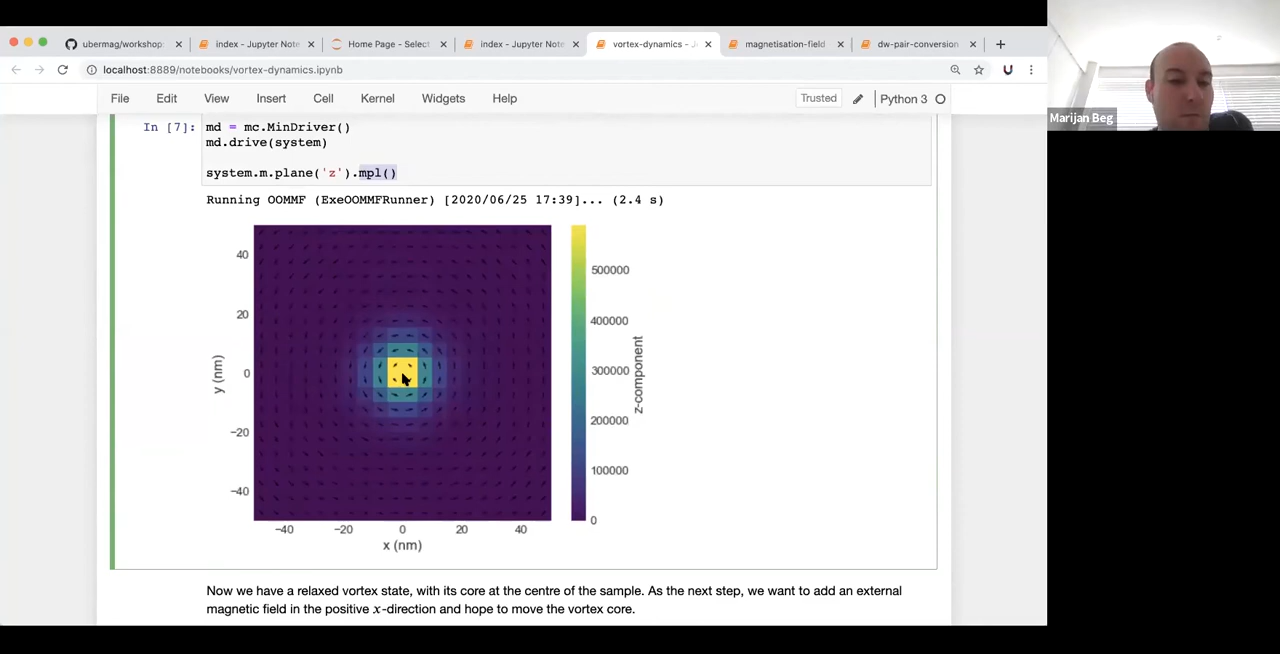 ubermag/workshop
index - Jupyter Note
Home Page - Select
index - Jupyter Note
vortex-dynamics - J
magnetisation-field
dw-pair-conversion
localhost:8889/notebooks/vortex-dynamics.ipynb
File Edit View Insert Cell Kernel Widgets Help
Trusted
Python 3
Marijan Beg
In [7]: md = mc.MinDriver()
md.drive(system)
system.m.plane('z').mpl()
Running OOMMF (ExeOOMMFRunner) [2020/06/25 17:39]... (2.4 s)
40
20
0
−20
−40
y (nm)
−40 −20 0 20 40
x (nm)
500000
400000
300000
200000
100000
0
z-component
Now we have a relaxed vortex state, with its core at the centre of the sample. As the next step, we want to add an external
magnetic field in the positive x-direction and hope to move the vortex core.